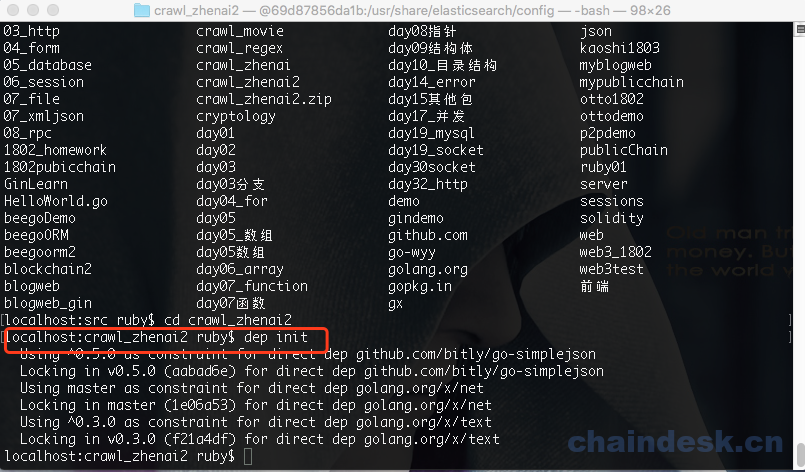 crawl_zhenai2 — @69d87856da1b:/usr/share/elasticsearch/config — -bash — 98×26
03_http crawl_movie day08指针 json
04_form crawl_regex day09结构体 kaoshi1803
05_database crawl_zhenai day10_目录结构 myblogweb
06_session crawl_zhenai2 day14_error mypublicchain
07_file crawl_zhenai2.zip day15其他包 otto1802
07_xmljson cryptology day17_并发 ottodemo
08_rpc day01 day19_mysql p2pdemo
1802_homework day02 day19_socket publicChain
1802pubicchain day03 day30socket ruby01
GinLearn day03分支 day32_http server
HelloWorld.go day04_for demo sessions
beegoDemo day05 gindemo solidity
beegoORM day05_数组 github.com web
beegoorm2 day05数组 go-wyy web3_1802
blockchain2 day06_array golang.org web3test
blogweb day07_function gopkg.in 前端
blogweb_gin day07函数 gx
[localhost:src ruby$ cd crawl_zhenai2 ]
[localhost:crawl_zhenai2 ruby$ dep init ]
Using ^0.5.0 as constraint for direct dep github.com/bitly/go-simplejson
Locking in v0.5.0 (aabad6e) for direct dep github.com/bitly/go-simplejson
Using master as constraint for direct dep golang.org/x/net
Locking in master (1e06a53) for direct dep golang.org/x/net
Using ^0.3.0 as constraint for direct dep golang.org/x/text
Locking in v0.3.0 (f21a4df) for direct dep golang.org/x/text
localhost:crawl_zhenai2 ruby$
man
money. But
the world
chaindesk.cn